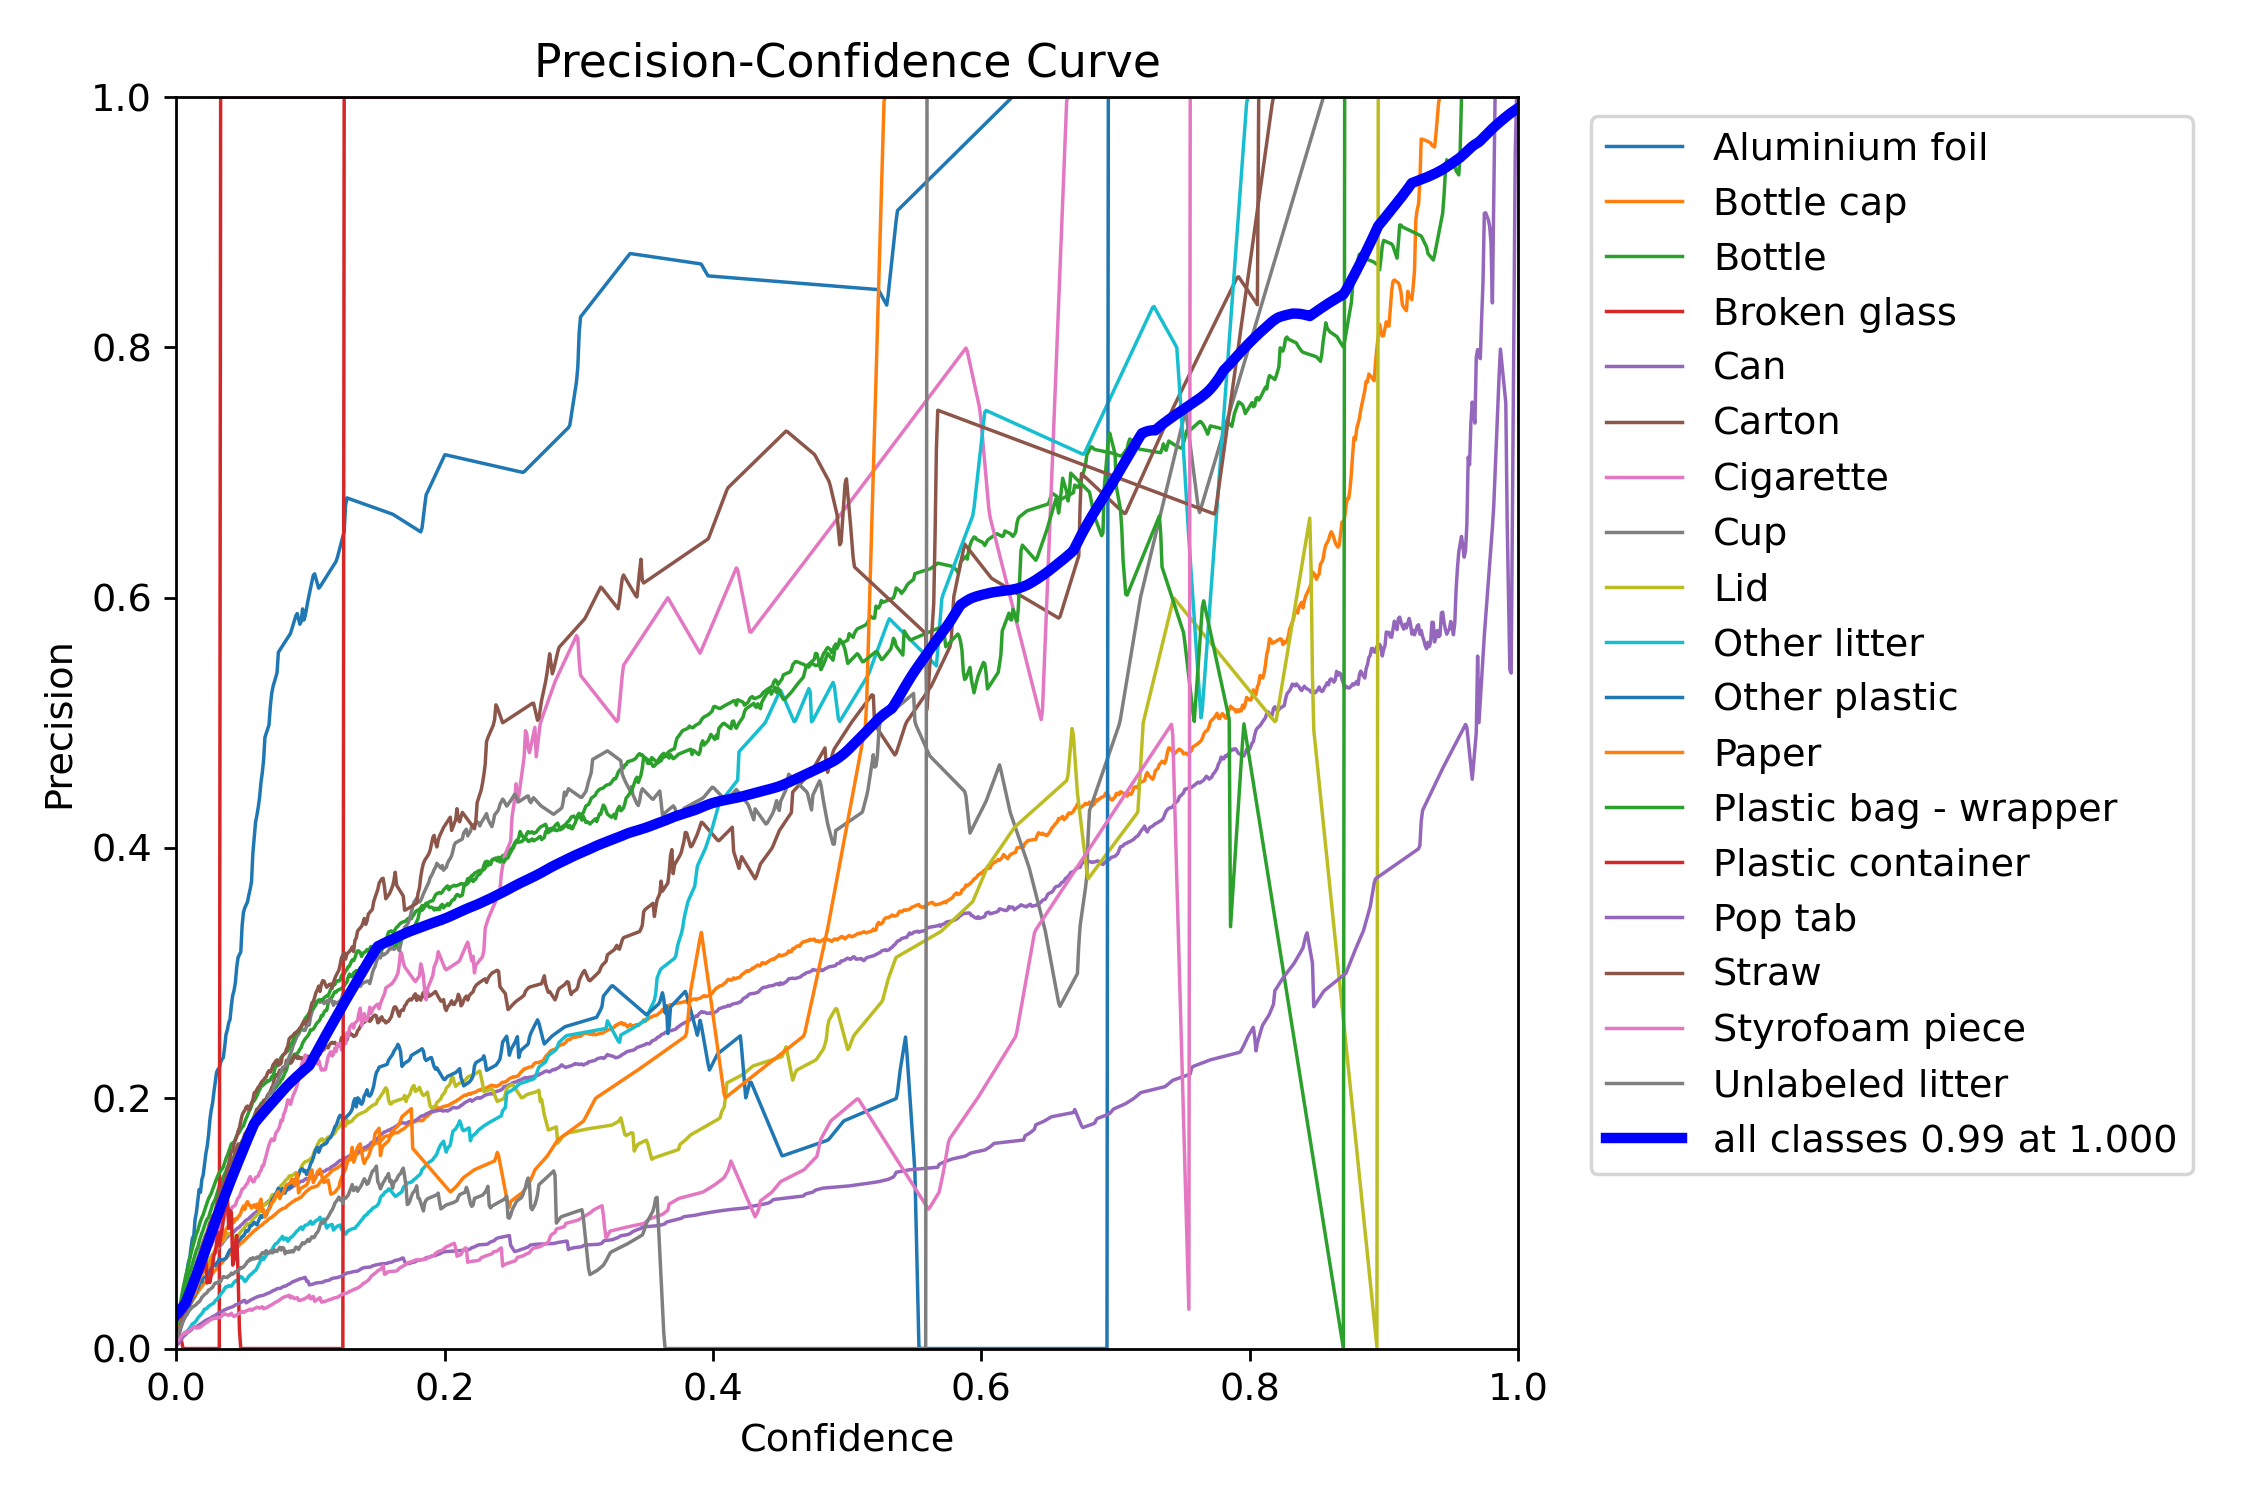 Precision-Confidence Curve
1.0
0.8
0.6
0.4
0.2
0.0
Precision
0.0 0.2 0.4 0.6 0.8 1.0
Confidence
Aluminium foil
Bottle cap
Bottle
Broken glass
Can
Carton
Cigarette
Cup
Lid
Other litter
Other plastic
Paper
Plastic bag - wrapper
Plastic container
Pop tab
Straw
Styrofoam piece
Unlabeled litter
all classes 0.99 at 1.000